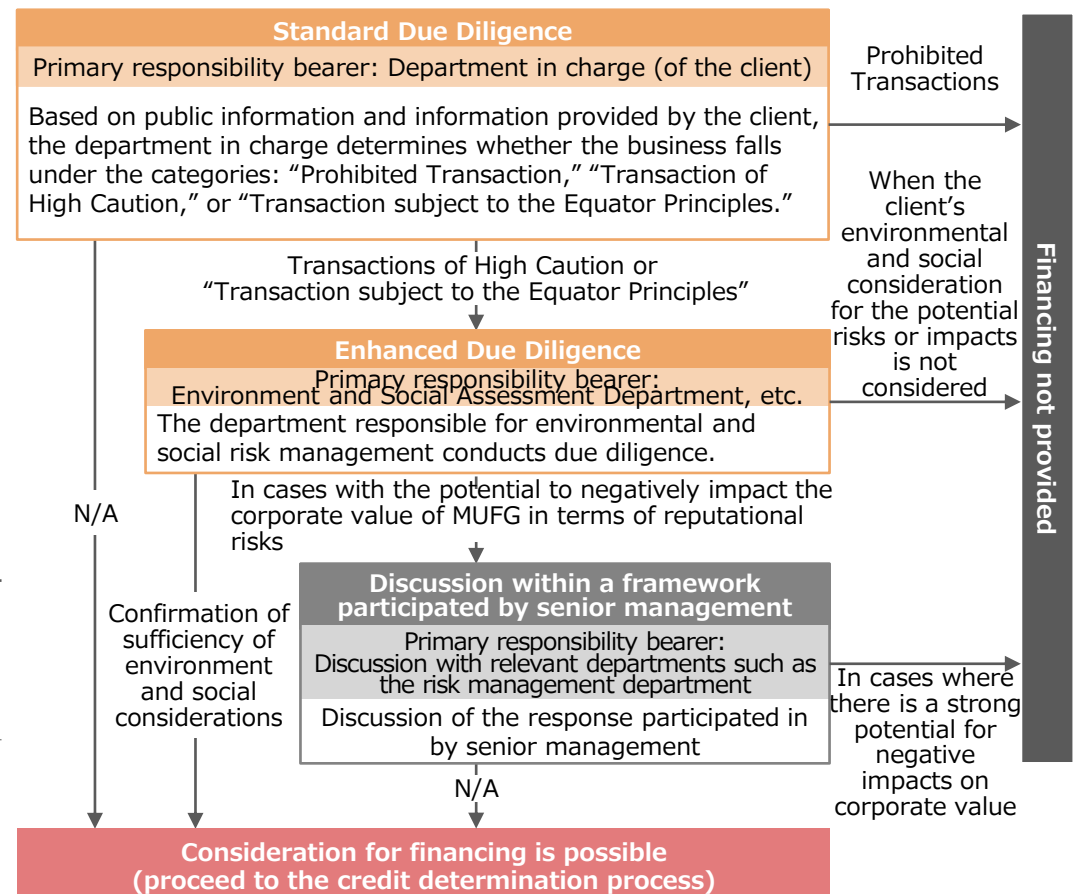 Standard Due Diligence
Primary responsibility bearer: Department in charge (of the client)
Based on public information and information provided by the client,
the department in charge determines whether the business falls
under the categories: “Prohibited Transaction,” “Transaction of
High Caution,” or “Transaction subject to the Equator Principles.”
Prohibited
Transactions
Transactions of High Caution or
“Transaction subject to the Equator Principles”
When the
client’s
environmental
and social
consideration
for the potential
risks or impacts
is not
considered
Financing not provided
Enhanced Due Diligence
Primary responsibility bearer:
Environment and Social Assessment Department, etc.
The department responsible for environmental and
social risk management conducts due diligence.
N/A
In cases with the potential to negatively impact the
corporate value of MUFG in terms of reputational
risks
Confirmation of
sufficiency of
environment
and social
considerations
Discussion within a framework
participated by senior management
Primary responsibility bearer:
Discussion with relevant departments such as
the risk management department
Discussion of the response participated in
by senior management
In cases where
there is a strong
potential for
negative
impacts on
corporate value
N/A
Consideration for financing is possible
(proceed to the credit determination process)